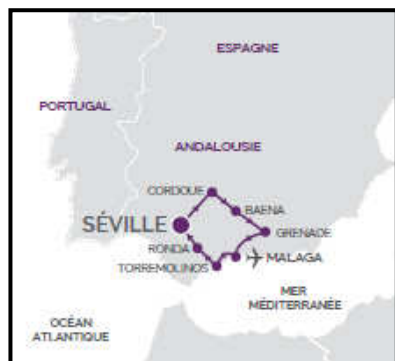 ESPAGNE
PORTUGAL
ANDALOUSIE
CORDOUE
BAENA
SÉVILLE
GRENADE
RONDA
MALAGA
TORREMOLINOS
MER
MÉDITERRANÉE
OCÉAN
ATLANTIQUE